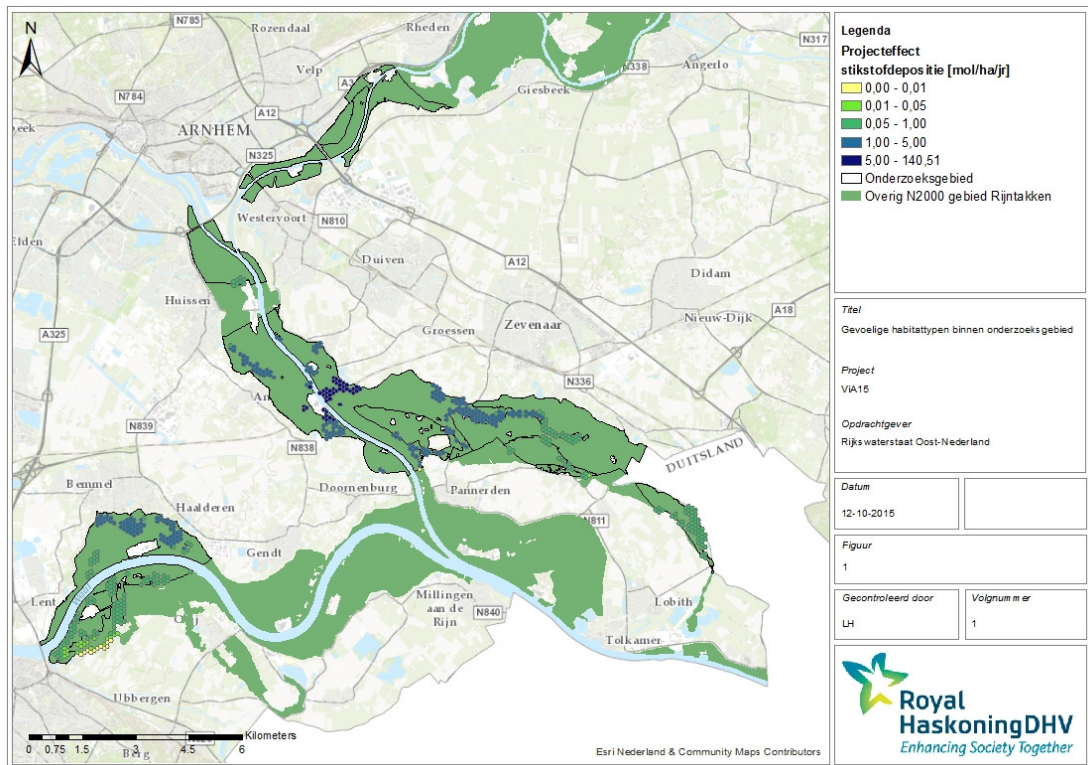 N785
Rozendaal
Rheden
N317
N
Velp
N338
Angerlo
Giesbeek
N784
A12
ARNHEM
N325
Westervoort
N810
Elden
Duiven
A12
Didam
Huissen
A18
A325
Groessen
Zevenaar
Nieuw-Dijk
N336
N839
DUITSLAND
N838
Bemmel
Doornenburg
Pannerden
Haalderen
N811
Gendt
Lent
Millingen
aan de
Rijn
N840
Lobith
Tolkamer
Ubbergen
Berg
Kilometers
0 0.75 1.5 3 4.5 6
Esri Nederland & Community Maps Contributors
Legenda
Projecteffect
stikstofdepositie [mol/ha/jr]
0,00 - 0,01
0,01 - 0,05
0,05 - 1,00
1,00 - 5,00
5,00 - 140,51
Onderzoeksgebied
Overig N2000 gebied Rijntakken
Titel
Gevoelige habitattypen binnen onderzoeksgebied
Project
ViA15
Opdrachtgever
Rijkswaterstaat Oost-Nederland
Datum
12-10-2015
Figuur
1
Gecontroleerd door
LH
Volgnummer
1
Royal
HaskoningDHV
Enhancing Society Together